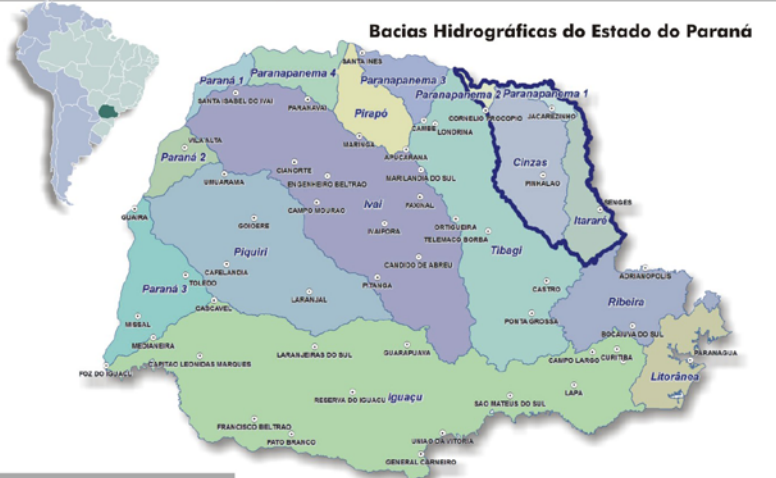 Bacias Hidrográficas do Estado do Paraná
SANTA INES
Paraná 1
Paranapanema 4
Paranapanema 3
Paranapanema 2
Paranapanema 1
SANTA ISABEL DO IVAI
PARANAVAI
Pirapó
CORNELIO PROCOPIO
JACAREZINHO
CAMBE
LONDRINA
VILA ALTA
MARINGA
Paraná 2
APUCARANA
Cinzas
CIANORTE
MARILANDIA DO SUL
UMUARAMA
ENGENHEIRO BELTRAO
PINHALAO
Ivaí
FAXINAL
SENGES
CAMPO MOURAO
GUAIRA
Itararé
GOIOERE
IVAIPORA
ORTIGUEIRA
TELEMACO BORBA
Tibagi
Piquiri
CANDIDO DE ABREU
CAFELANDIA
TOLEDO
PITANGA
ADRIANOPOLIS
Paraná 3
CASTRO
LARANJAL
Ribeira
CASCAVEL
MISSAL
PONTA GROSSA
BOCAIUVA DO SUL
MEDIANEIRA
LARANJEIRAS DO SUL
GUARAPUAVA
CAMPO LARGO
CURITIBA
PARANAGUA
CAPITAO LEONIDAS MARQUES
FOZ DO IGUAÇU
Litorânea
RESERVA DO IGUACU
Iguaçu
SAO MATEUS DO SUL
LAPA
FRANCISCO BELTRAO
PATO BRANCO
UNIAO DA VITORIA
GENERAL CARNEIRO